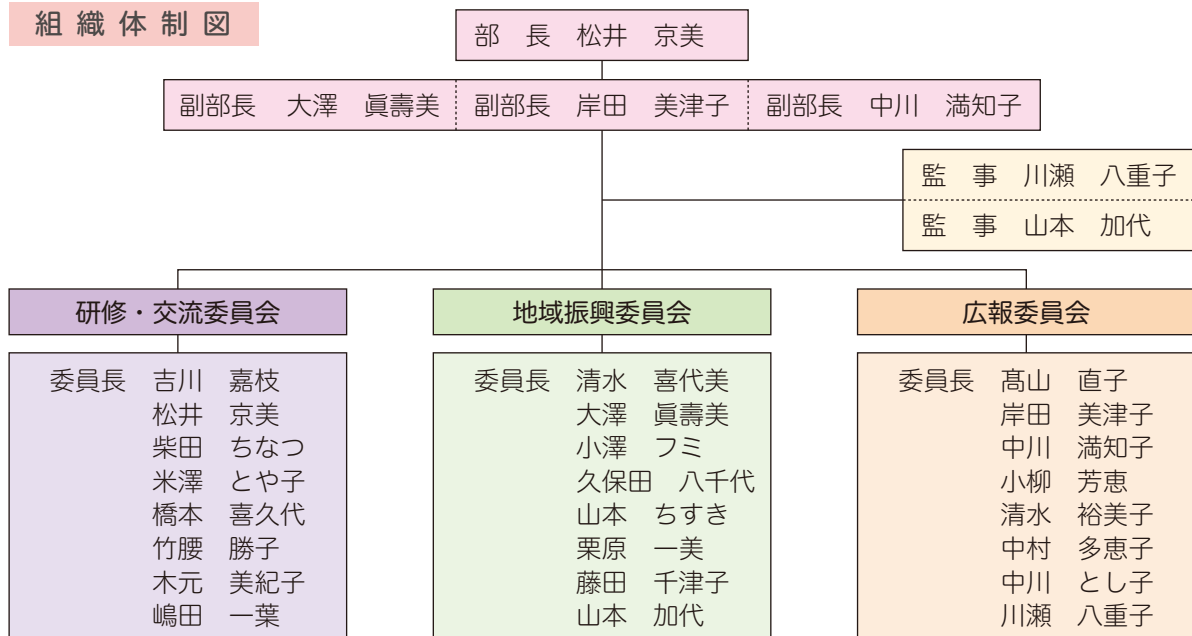 組織体制図
部　長　松井　京美
副部長　大澤　眞壽美　副部長　岸田　美津子　副部長　中川　満知子
監　事　川瀬　八重子
監　事　山本　加代
研修・交流委員会
委員長　吉川　嘉枝
松井　京美
柴田　ちなつ
米澤　とや子
橋本　喜久代
竹腰　勝子
木元　美紀子
嶋田　一葉
地域振興委員会
委員長　清水　喜代美
大澤　眞壽美
小澤　フミ
久保田　八千代
山本　ちすき
栗原　一美
藤田　千津子
山本　加代
広報委員会
委員長　髙山　直子
岸田　美津子
中川　満知子
小柳　芳恵
清水　裕美子
中村　多恵子
中川　とし子
川瀬　八重子